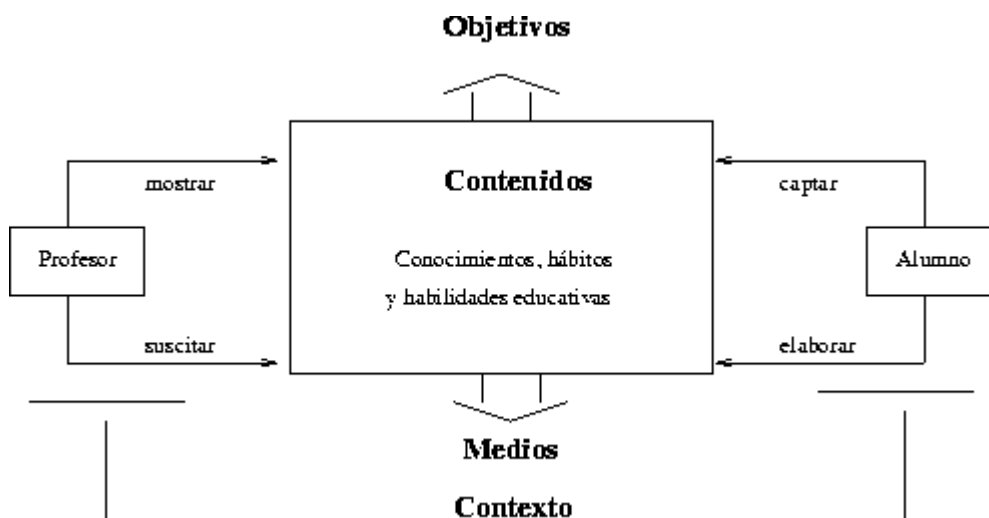 Objetivos
mostrar
Contenidos
captar
Profesor
Conocimientos, hábitos
y habilidades educativas
Alumno
suscitar
elaborar
Medios
Contexto